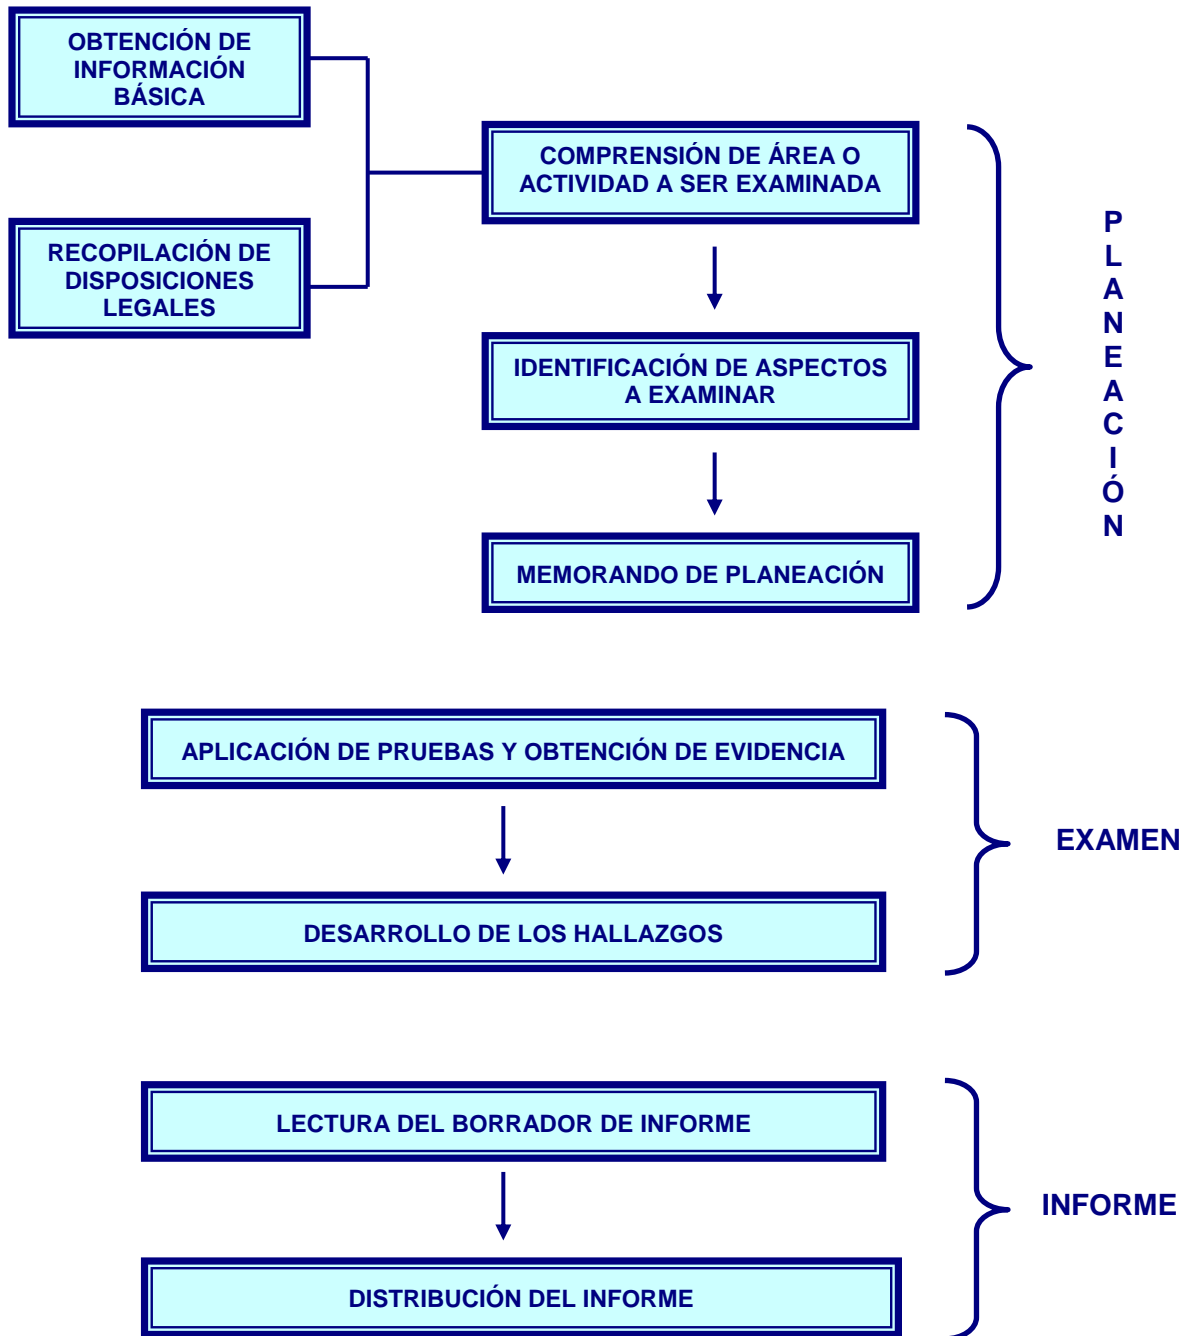 OBTENCIÓN DE
INFORMACIÓN
BÁSICA
RECOPILACIÓN DE
DISPOSICIONES
LEGALES
COMPRENSIÓN DE ÁREA O
ACTIVIDAD A SER EXAMINADA
IDENTIFICACIÓN DE ASPECTOS
A EXAMINAR
MEMORANDO DE PLANEACIÓN
P
L
A
N
E
A
C
I
Ó
N
APLICACIÓN DE PRUEBAS Y OBTENCIÓN DE EVIDENCIA
DESARROLLO DE LOS HALLAZGOS
EXAMEN
LECTURA DEL BORRADOR DE INFORME
DISTRIBUCIÓN DEL INFORME
INFORME